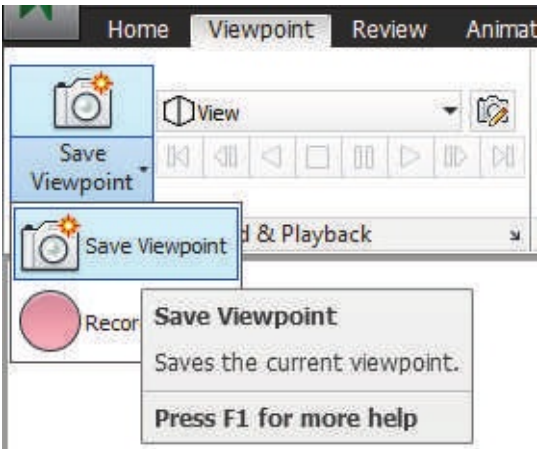 Home Viewpoint Review Animat
View
Save
Viewpoint
Save Viewpoint
d & Playback
Recor
Save Viewpoint
Saves the current viewpoint.
Press F1 for more help